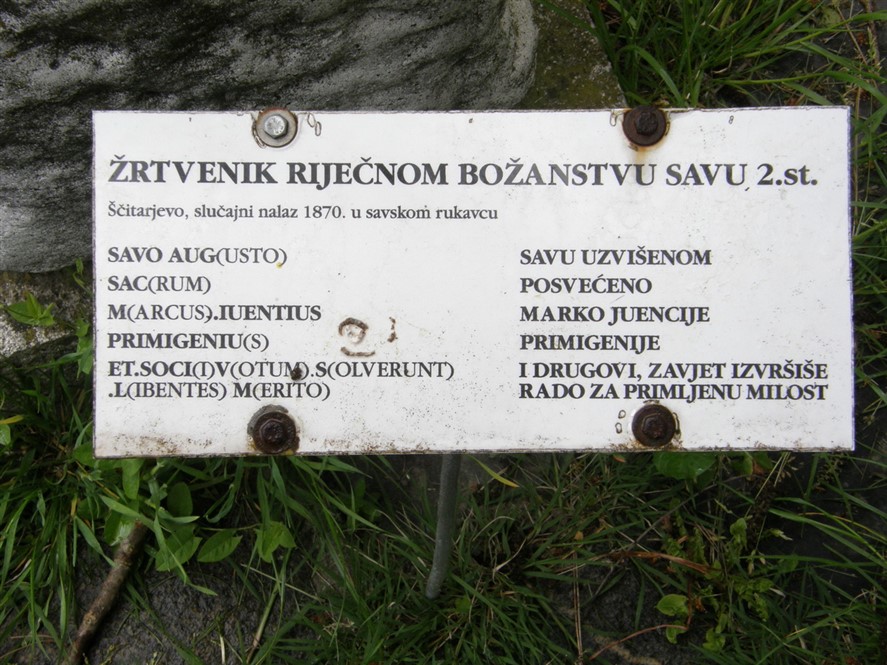 ŽRTVENIK RIJEČNOM BOŽANSTVU SAVU 2.st.
Ščitarjevo, slučajni nalaz 1870. u savskom rukavcu
SAVO AUG(USTO)
SAC(RUM)
M(ARCUS).IUENTIUS
PRIMIGENIU(S)
ET.SOCI(I)V(OTUM).S(OLVERUNT)
.L(IBENTES) M(ERITO)
SAVU UZVIŠENOM
POSVEĆENO
MARKO JUENCIJE
PRIMIGENIJE
I DRUGOVI, ZAVJET IZVRŠIŠE
RADO ZA PRIMLJENU MILOST